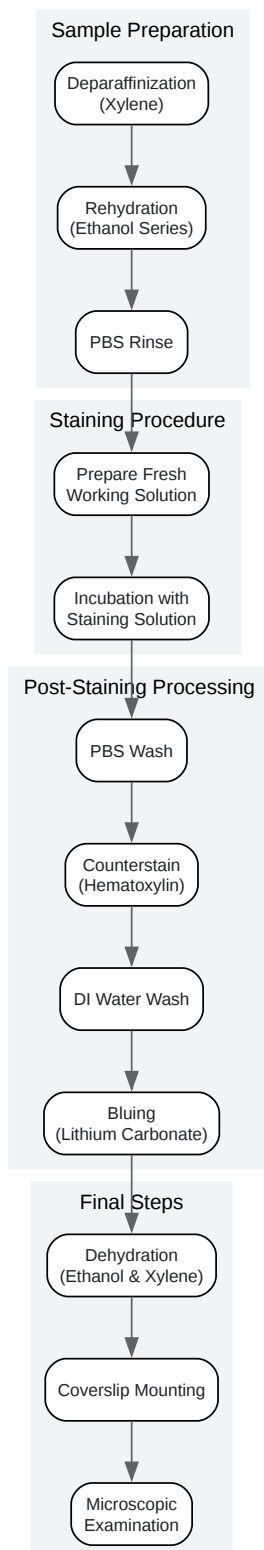 Sample Preparation
Deparaffinization
(Xylene)
Rehydration
(Ethanol Series)
PBS Rinse
Staining Procedure
Prepare Fresh
Working Solution
Incubation with
Staining Solution
Post-Staining Processing
PBS Wash
Counterstain
(Hematoxylin)
DI Water Wash
Bluing
(Lithium Carbonate)
Final Steps
Dehydration
(Ethanol & Xylene)
Coverslip Mounting
Microscopic
Examination